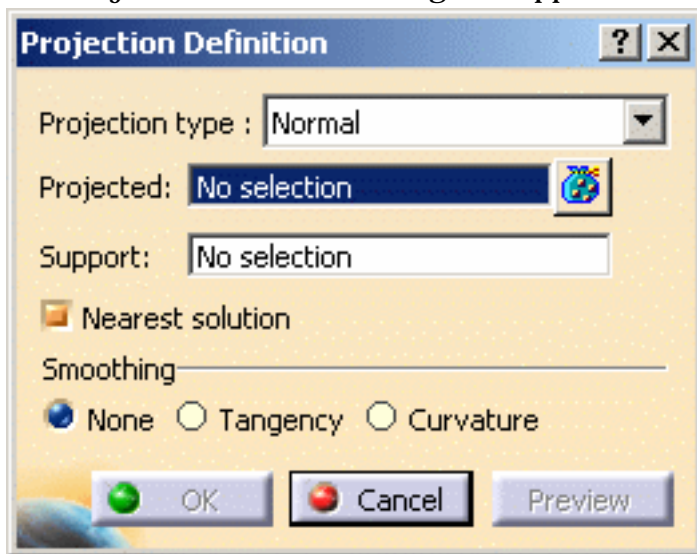 Projection Definition ? X
Projection type : Normal
Projected: No selection
Support: No selection
Nearest solution
Smoothing
None Tangency Curvature
OK Cancel Preview